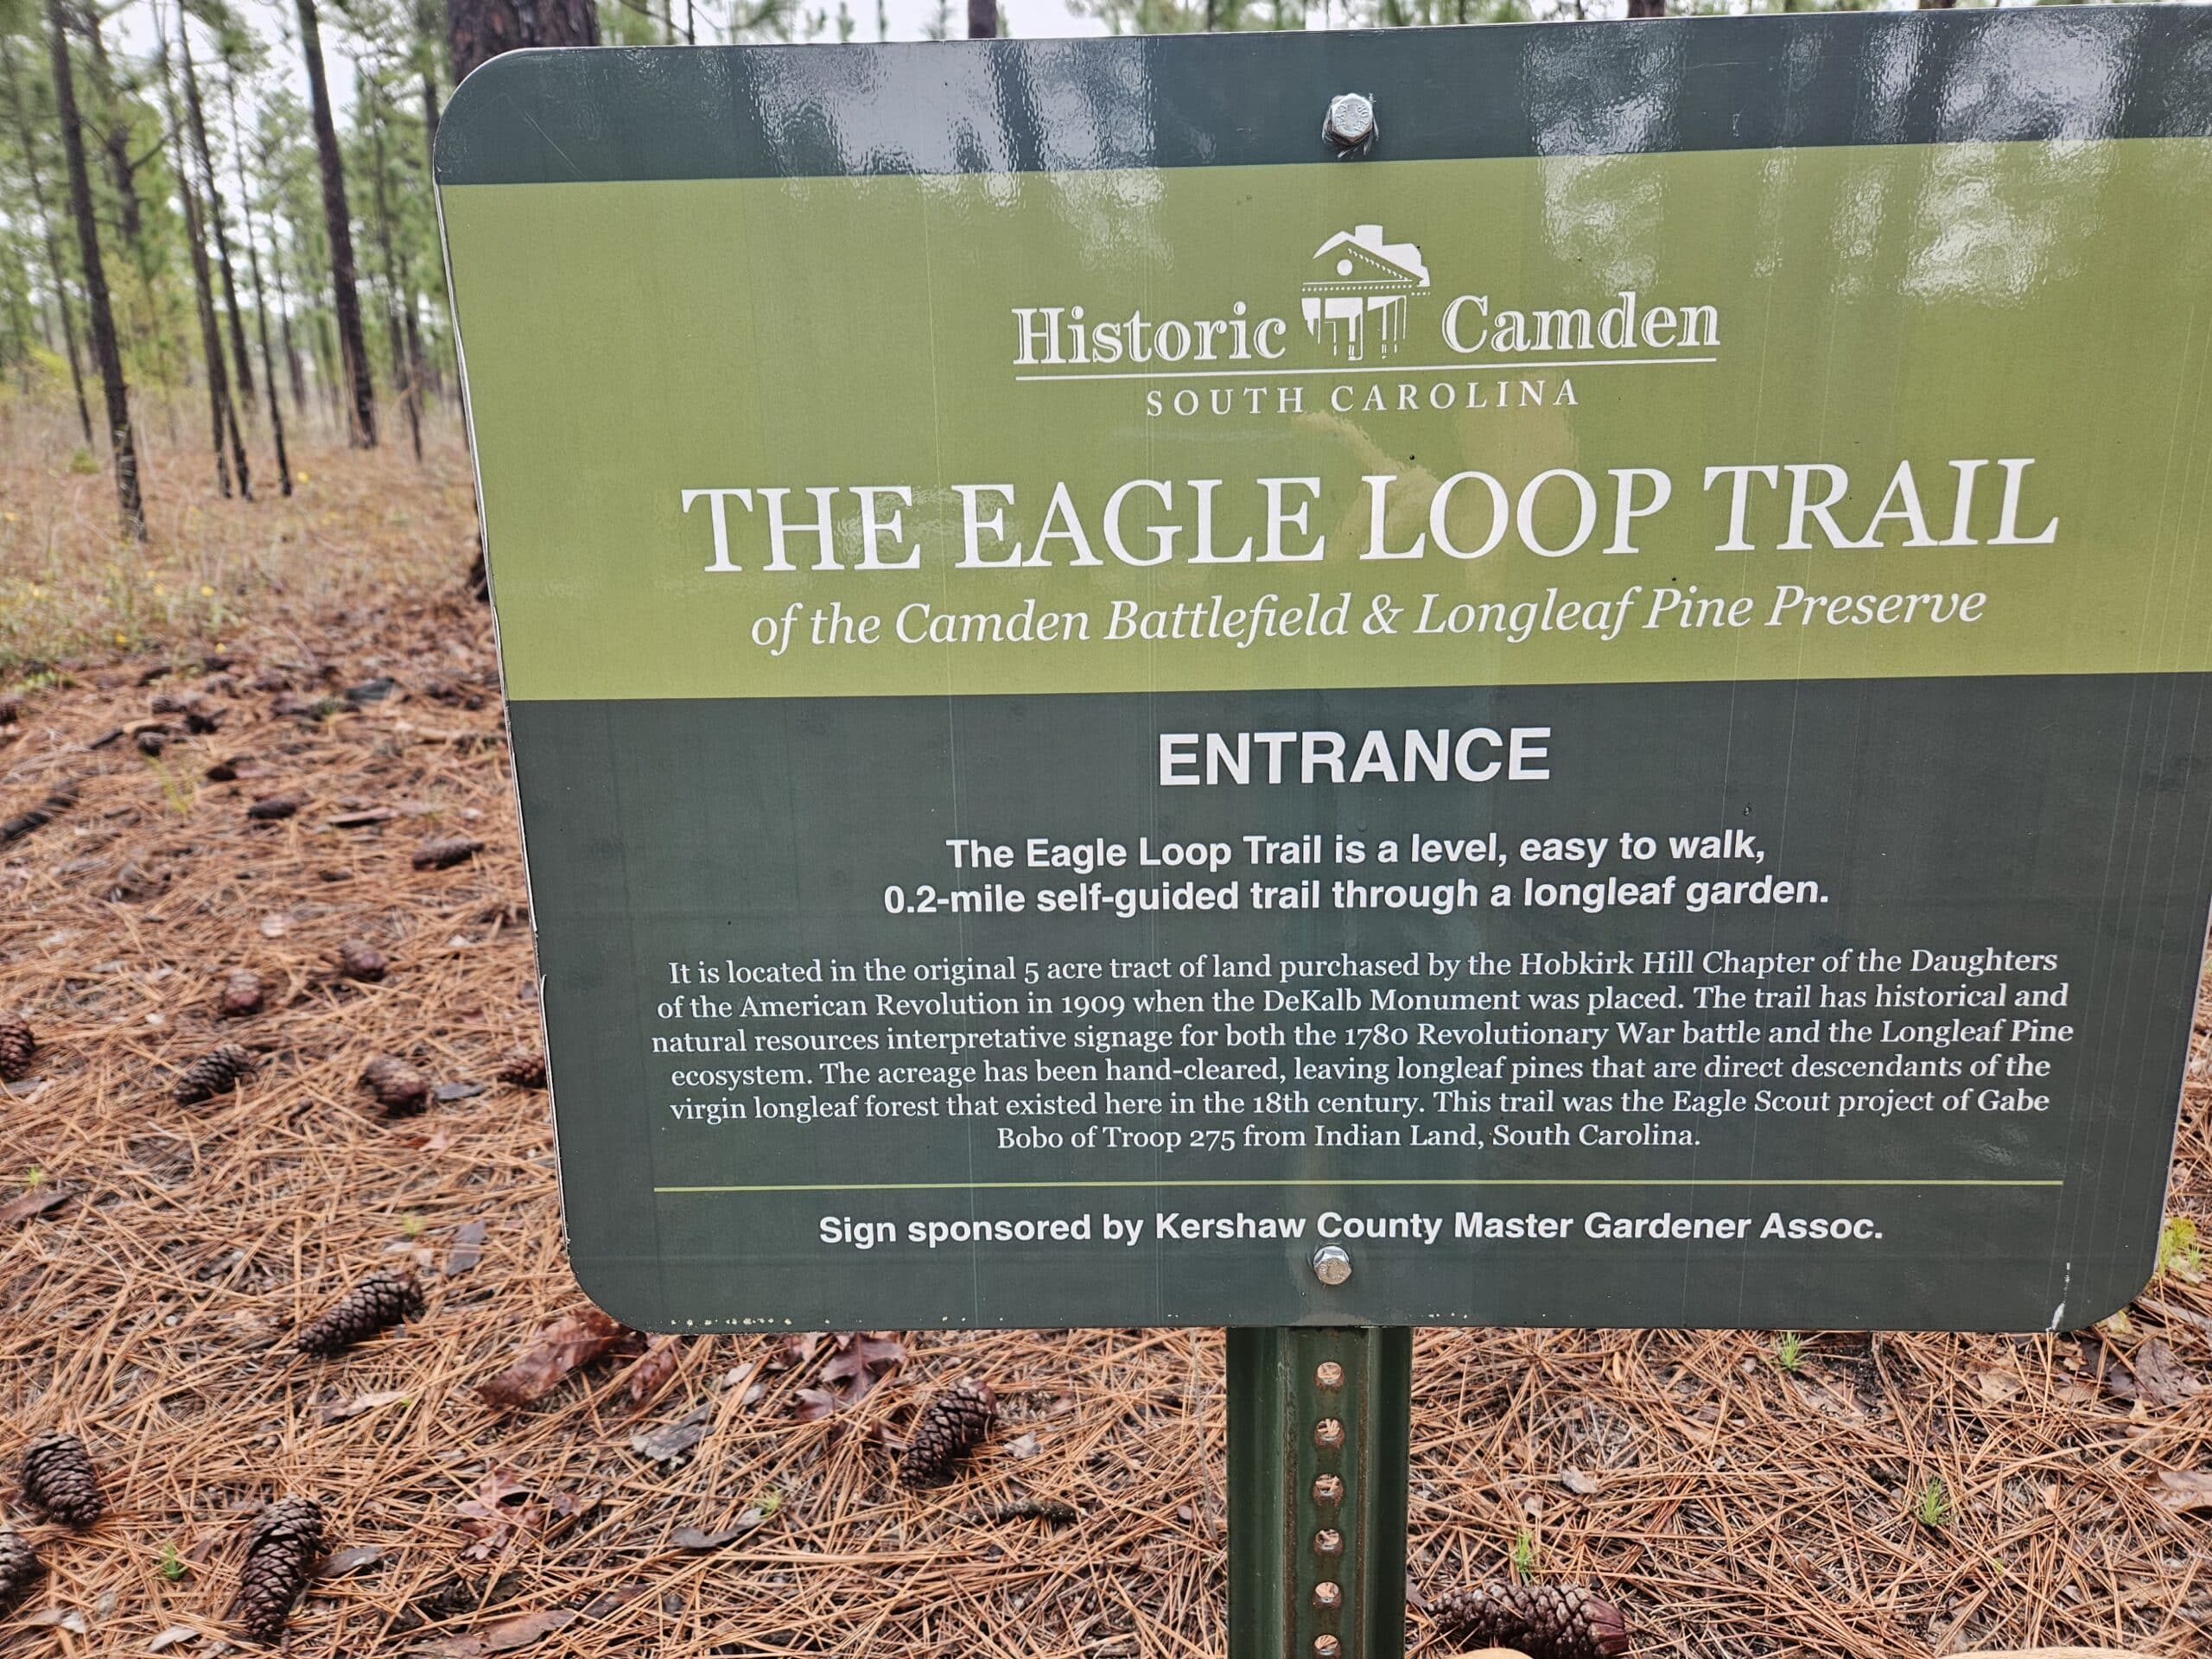 Historic Camden
SOUTH CAROLINA
THE EAGLE LOOP TRAIL
of the Camden Battlefield & Longleaf Pine Preserve
ENTRANCE
The Eagle Loop Trail is a level, easy to walk,
0.2-mile self-guided trail through a longleaf garden.
It is located in the original 5 acre tract of land purchased by the Hobkirk Hill Chapter of the Daughters
of the American Revolution in 1909 when the DeKalb Monument was placed. The trail has historical and
natural resources interpretative signage for both the 1780 Revolutionary War battle and the Longleaf Pine
ecosystem. The acreage has been hand-cleared, leaving longleaf pines that are direct descendants of the
virgin longleaf forest that existed here in the 18th century. This trail was the Eagle Scout project of Gabe
Bobo of Troop 275 from Indian Land, South Carolina.
Sign sponsored by Kershaw County Master Gardener Assoc.